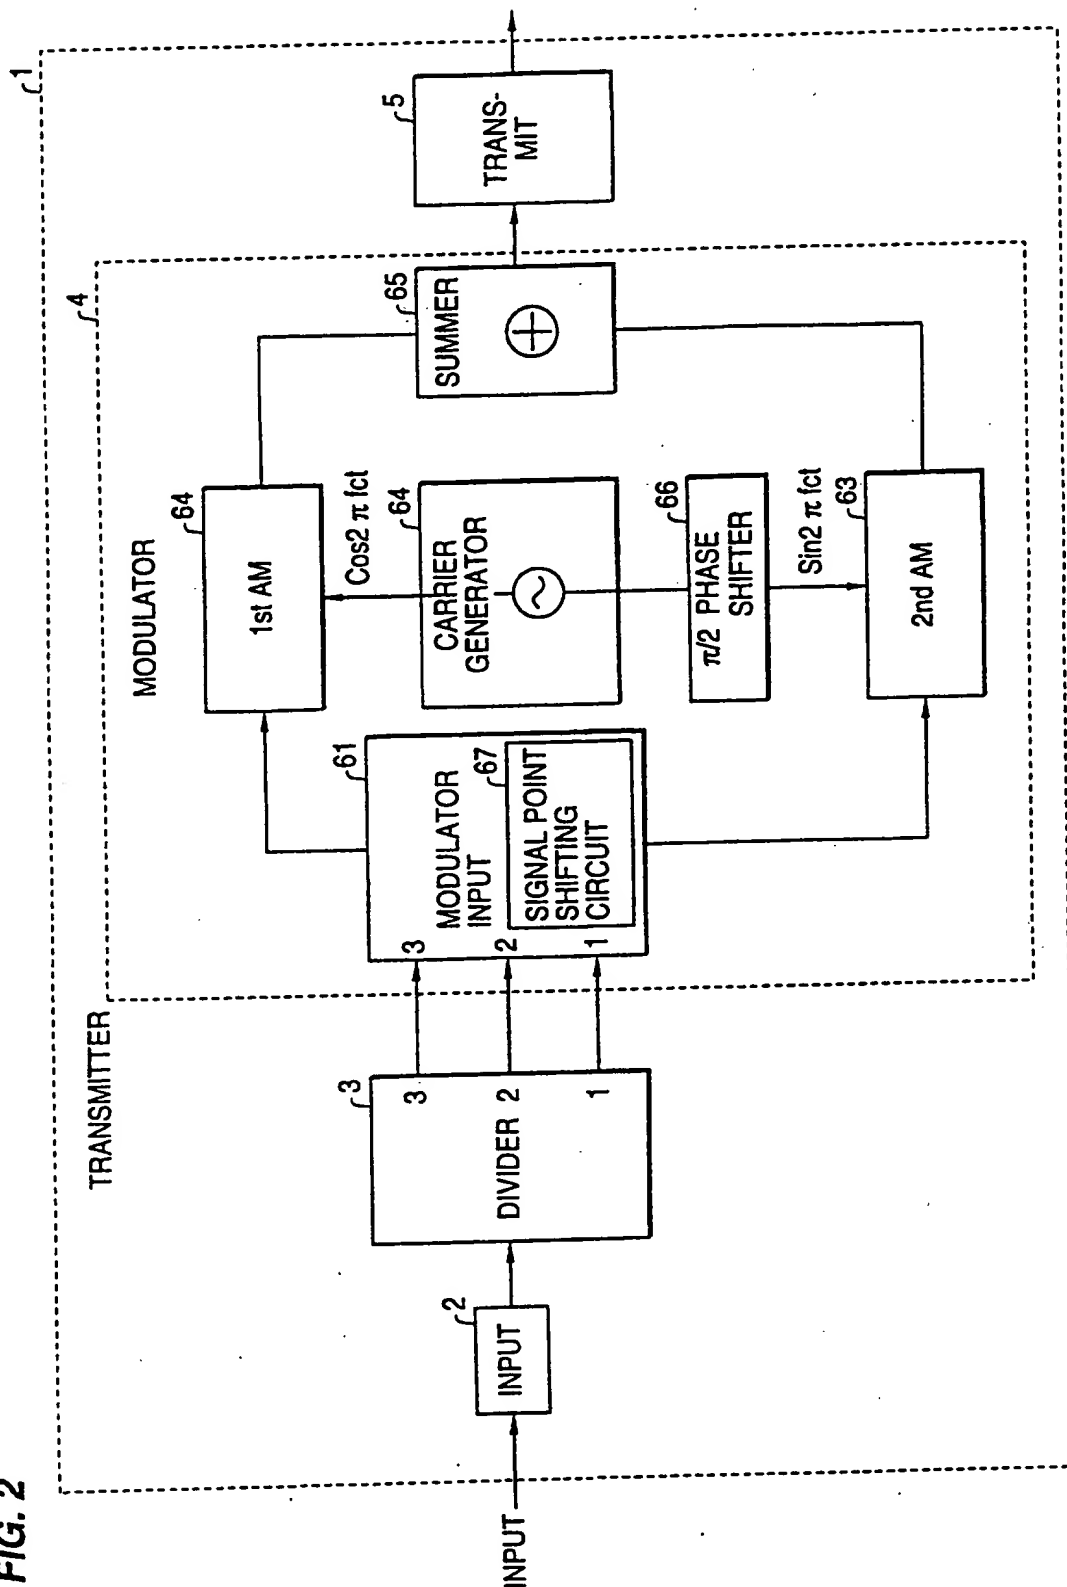 FIG. 2
TRANSMITTER
1
MODULATOR
4
INPUT
2
INPUT
3
DIVIDER
3
2
1
61
MODULATOR
INPUT
3
2
1
67
SIGNAL POINT
SHIFTING
CIRCUIT
64
1st AM
Cos2 π fct
64
CARRIER
GENERATOR
66
π/2 PHASE
SHIFTER
Sin2 π fct
63
2nd AM
65
SUMMER
5
TRANS-
MIT